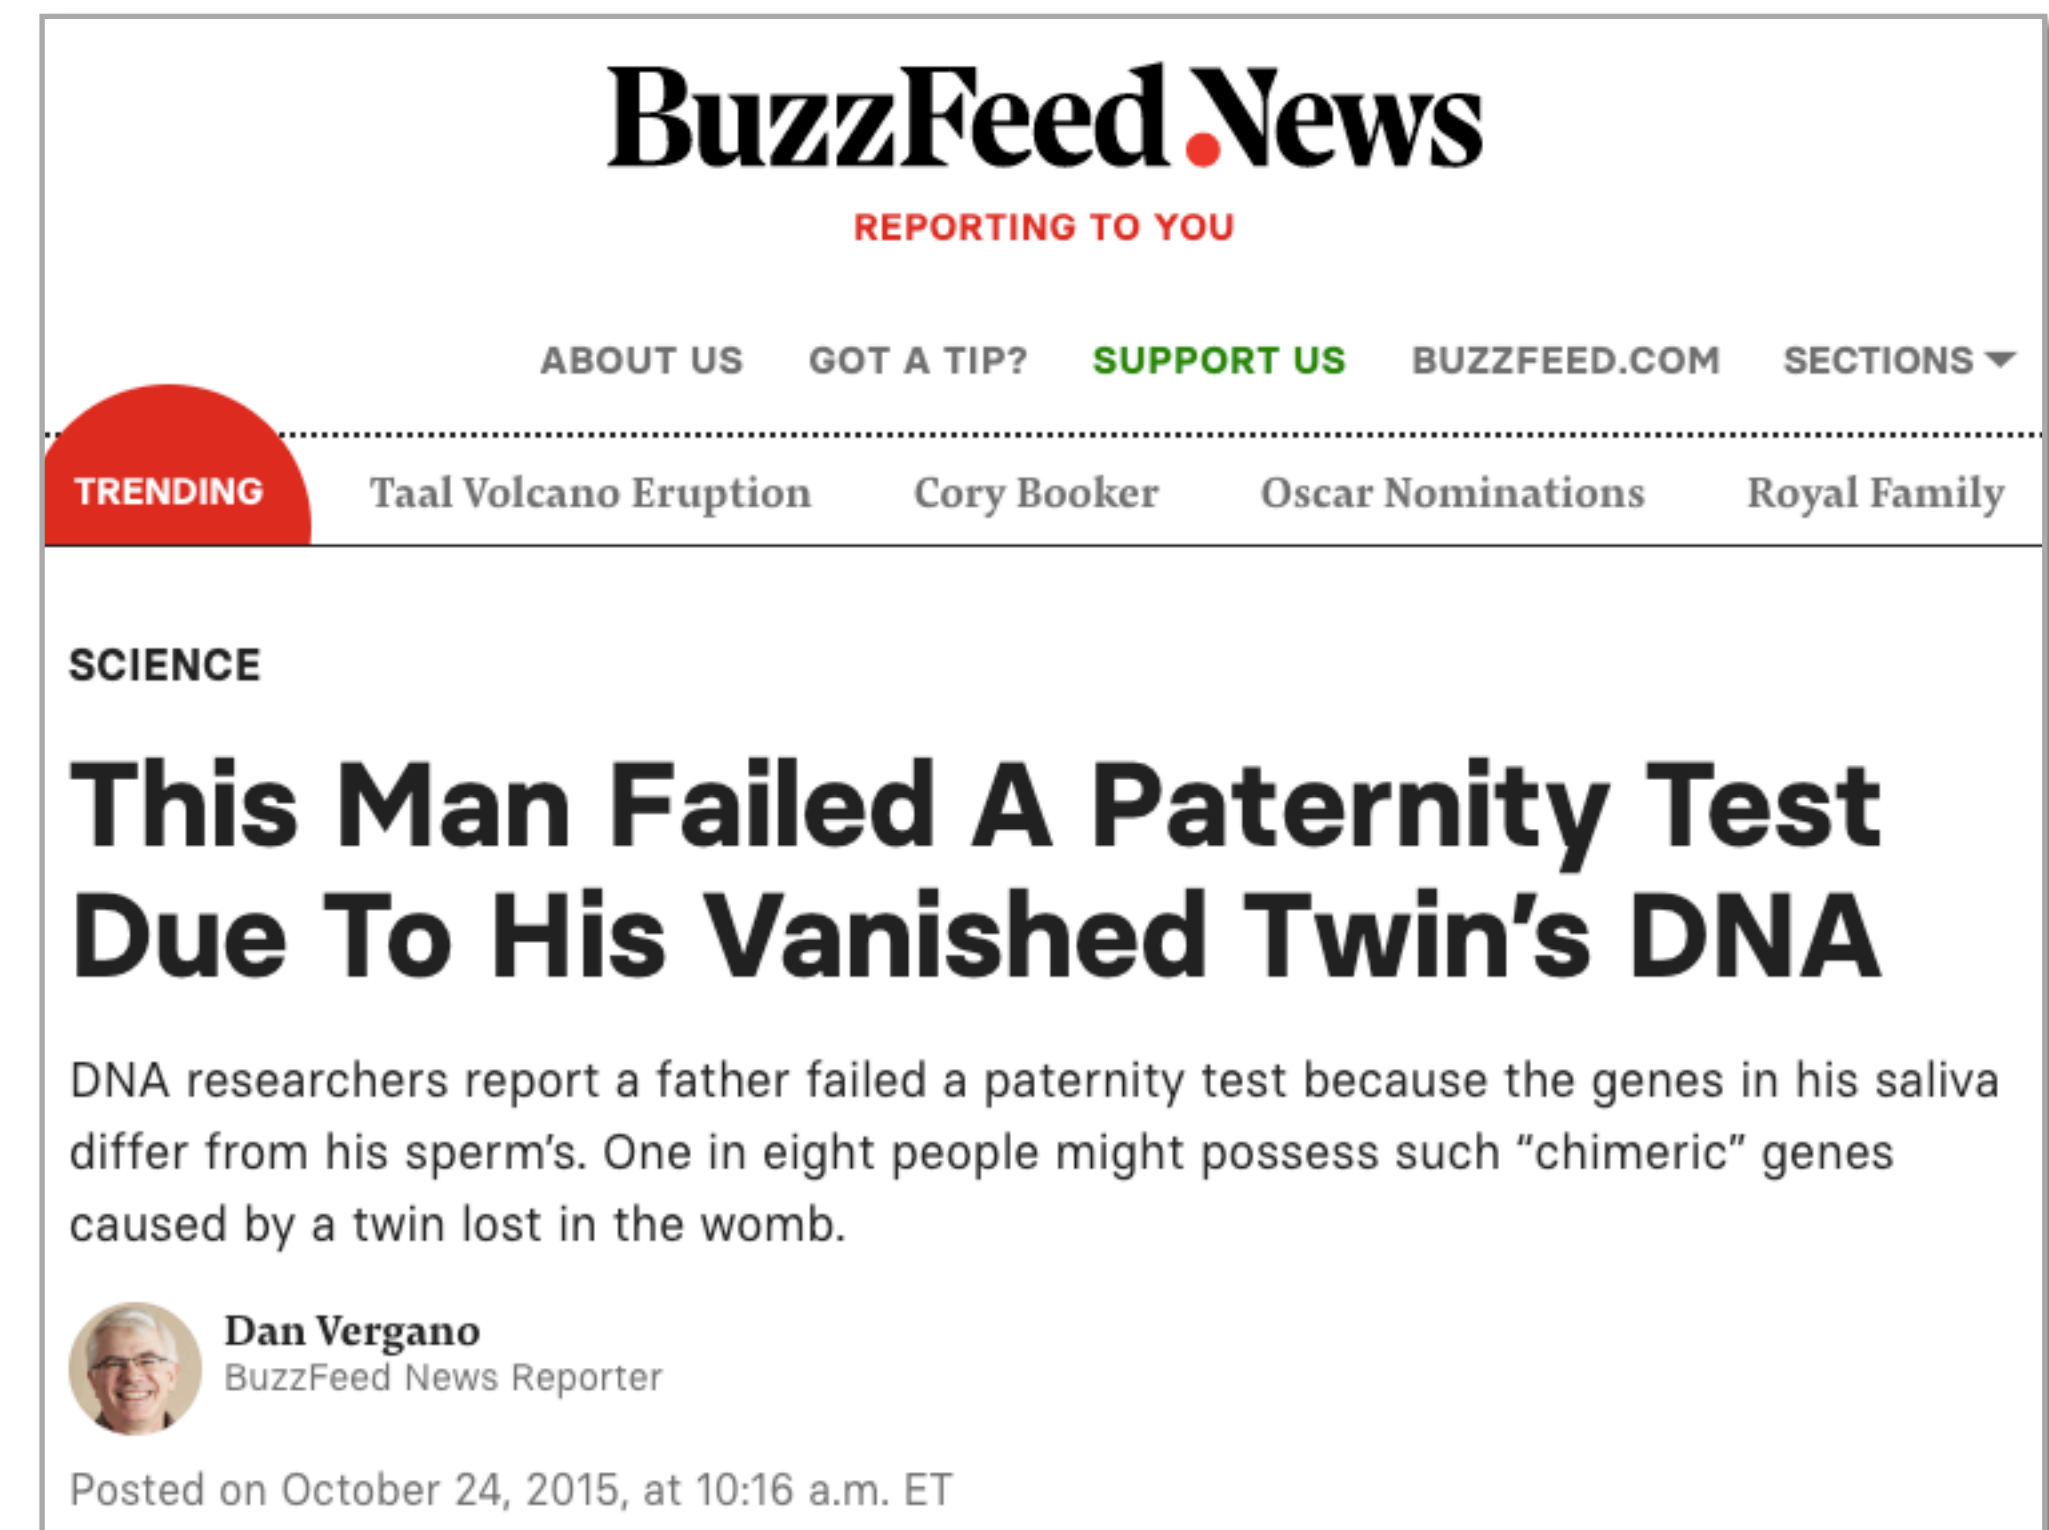 BuzzFeed News
REPORTING TO YOU
ABOUT US GOT A TIP? SUPPORT US BUZZFEED.COM SECTIONS
TRENDING Taal Volcano Eruption Cory Booker Oscar Nominations Royal Family
SCIENCE
This Man Failed A Paternity Test
Due To His Vanished Twin’s DNA
DNA researchers report a father failed a paternity test because the genes in his saliva
differ from his sperm’s. One in eight people might possess such “chimeric” genes
caused by a twin lost in the womb.
Dan Vergano
BuzzFeed News Reporter
Posted on October 24, 2015, at 10:16 a.m. ET